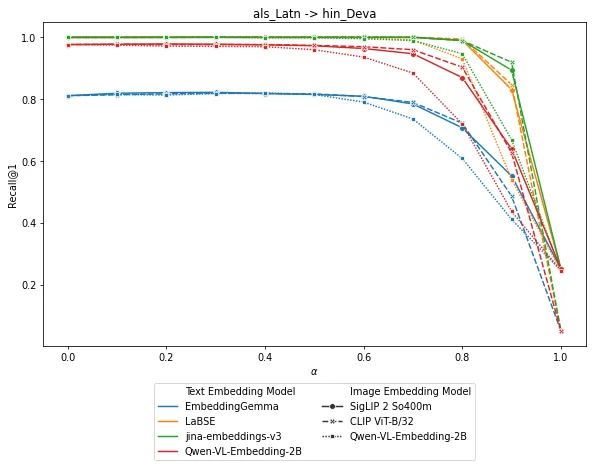 als_Latn -> hin_Deva
Recall@1
1.0
0.8
0.6
0.4
0.2
0.0 0.2 0.4 0.6 0.8 1.0
α
Text Embedding Model
EmbeddingGemma
LaBSE
jina-embeddings-v3
Qwen-VL-Embedding-2B
Image Embedding Model
SigLIP 2 So400m
CLIP ViT-B/32
Qwen-VL-Embedding-2B